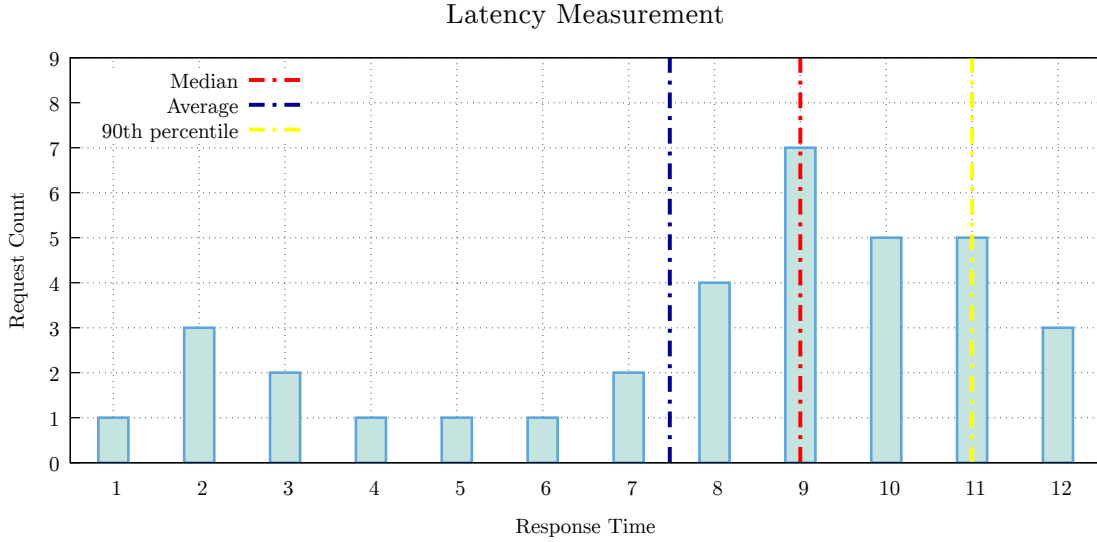 Latency Measurement
Median
Average
90th percentile
9
8
7
6
5
4
3
2
1
0
Request Count
1 2 3 4 5 6 7 8 9 10 11 12
Response Time